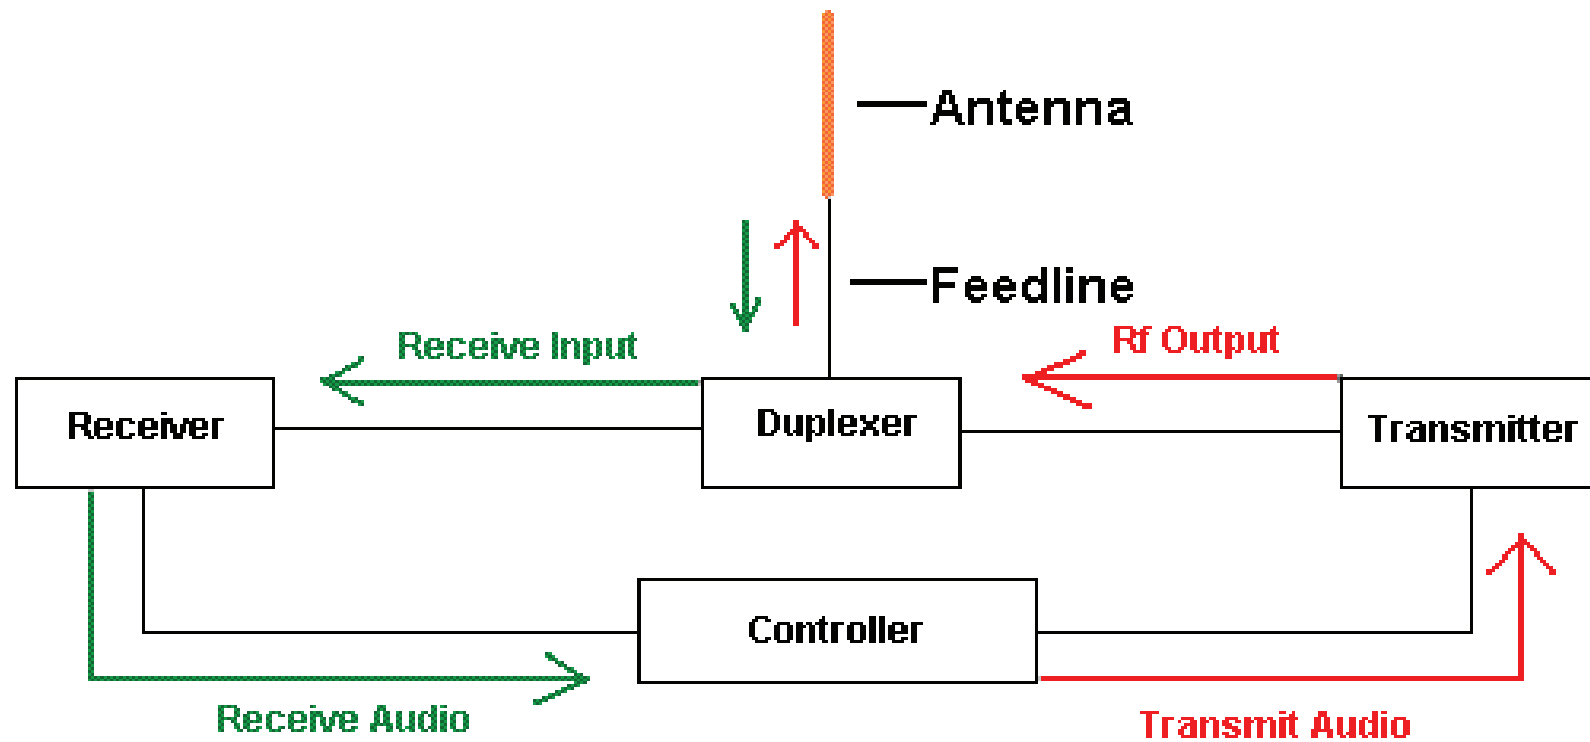 Antenna
Feedline
Receive Input
Rf Output
Receiver
Duplexer
Transmitter
Controller
Receive Audio
Transmit Audio